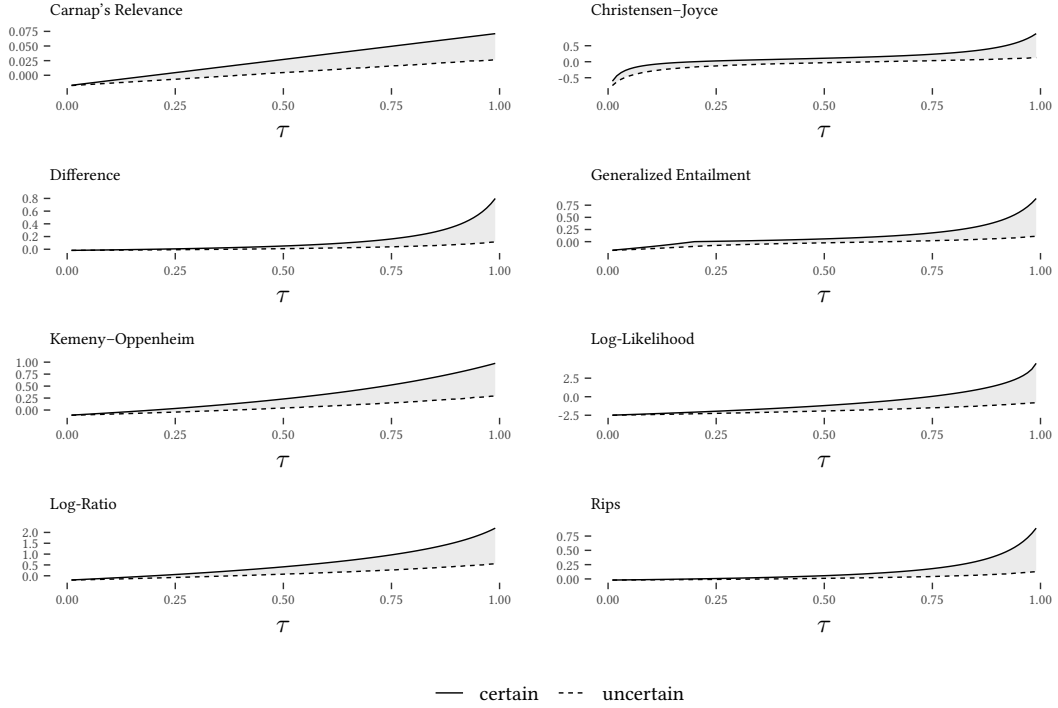 Carnap's Relevance
0.075
0.050
0.025
0.000
0.00 0.25 0.50 0.75 1.00
τ
Christensen–Joyce
0.5
0.0
−0.5
0.00 0.25 0.50 0.75 1.00
τ
Difference
0.8
0.6
0.4
0.2
0.0
0.00 0.25 0.50 0.75 1.00
τ
Generalized Entailment
0.75
0.50
0.25
0.00
0.00 0.25 0.50 0.75 1.00
τ
Kemeny–Oppenheim
1.00
0.75
0.50
0.25
0.00
0.00 0.25 0.50 0.75 1.00
τ
Log-Likelihood
2.5
0.0
−2.5
0.00 0.25 0.50 0.75 1.00
τ
Log-Ratio
2.0
1.5
1.0
0.5
0.0
0.00 0.25 0.50 0.75 1.00
τ
Rips
0.75
0.50
0.25
0.00
0.00 0.25 0.50 0.75 1.00
τ
certain uncertain